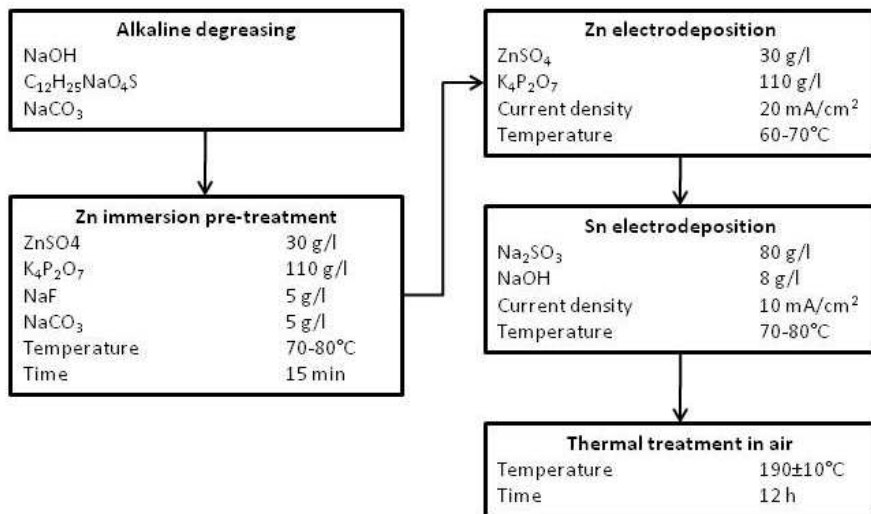 Alkaline degreasing
NaOH
C₁₂H₂₅NaO₄S
NaCO₃
Zn immersion pre-treatment
ZnSO4 30 g/l
K₄P₂O₇ 110 g/l
NaF 5 g/l
NaCO₃ 5 g/l
Temperature 70-80°C
Time 15 min
Zn electrodeposition
ZnSO₄ 30 g/l
K₄P₂O₇ 110 g/l
Current density 20 mA/cm²
Temperature 60-70°C
Sn electrodeposition
Na₂SO₃ 80 g/l
NaOH 8 g/l
Current density 10 mA/cm²
Temperature 70-80°C
Thermal treatment in air
Temperature 190±10°C
Time 12 h